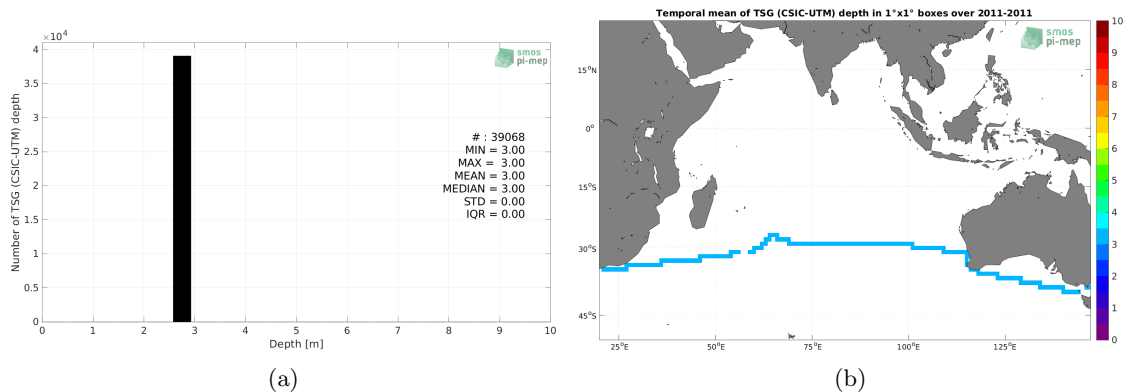 ×10⁴
4
3.5
3
2.5
2
1.5
1
0.5
0
0 1 2 3 4 5 6 7 8 9 10
Number of TSG (CSIC-UTM) depth
Depth [m]
smos
pi-mep
# : 39068
MIN = 3.00
MAX = 3.00
MEAN = 3.00
MEDIAN = 3.00
STD = 0.00
IQR = 0.00
(a)
Temporal mean of TSG (CSIC-UTM) depth in 1°x1° boxes over 2011-2011
smos
pi-mep
15°N
0°
15°S
30°S
45°S
25°E 50°E 75°E 100°E 125°E
10
9
8
7
6
5
4
3
2
1
0
(b)